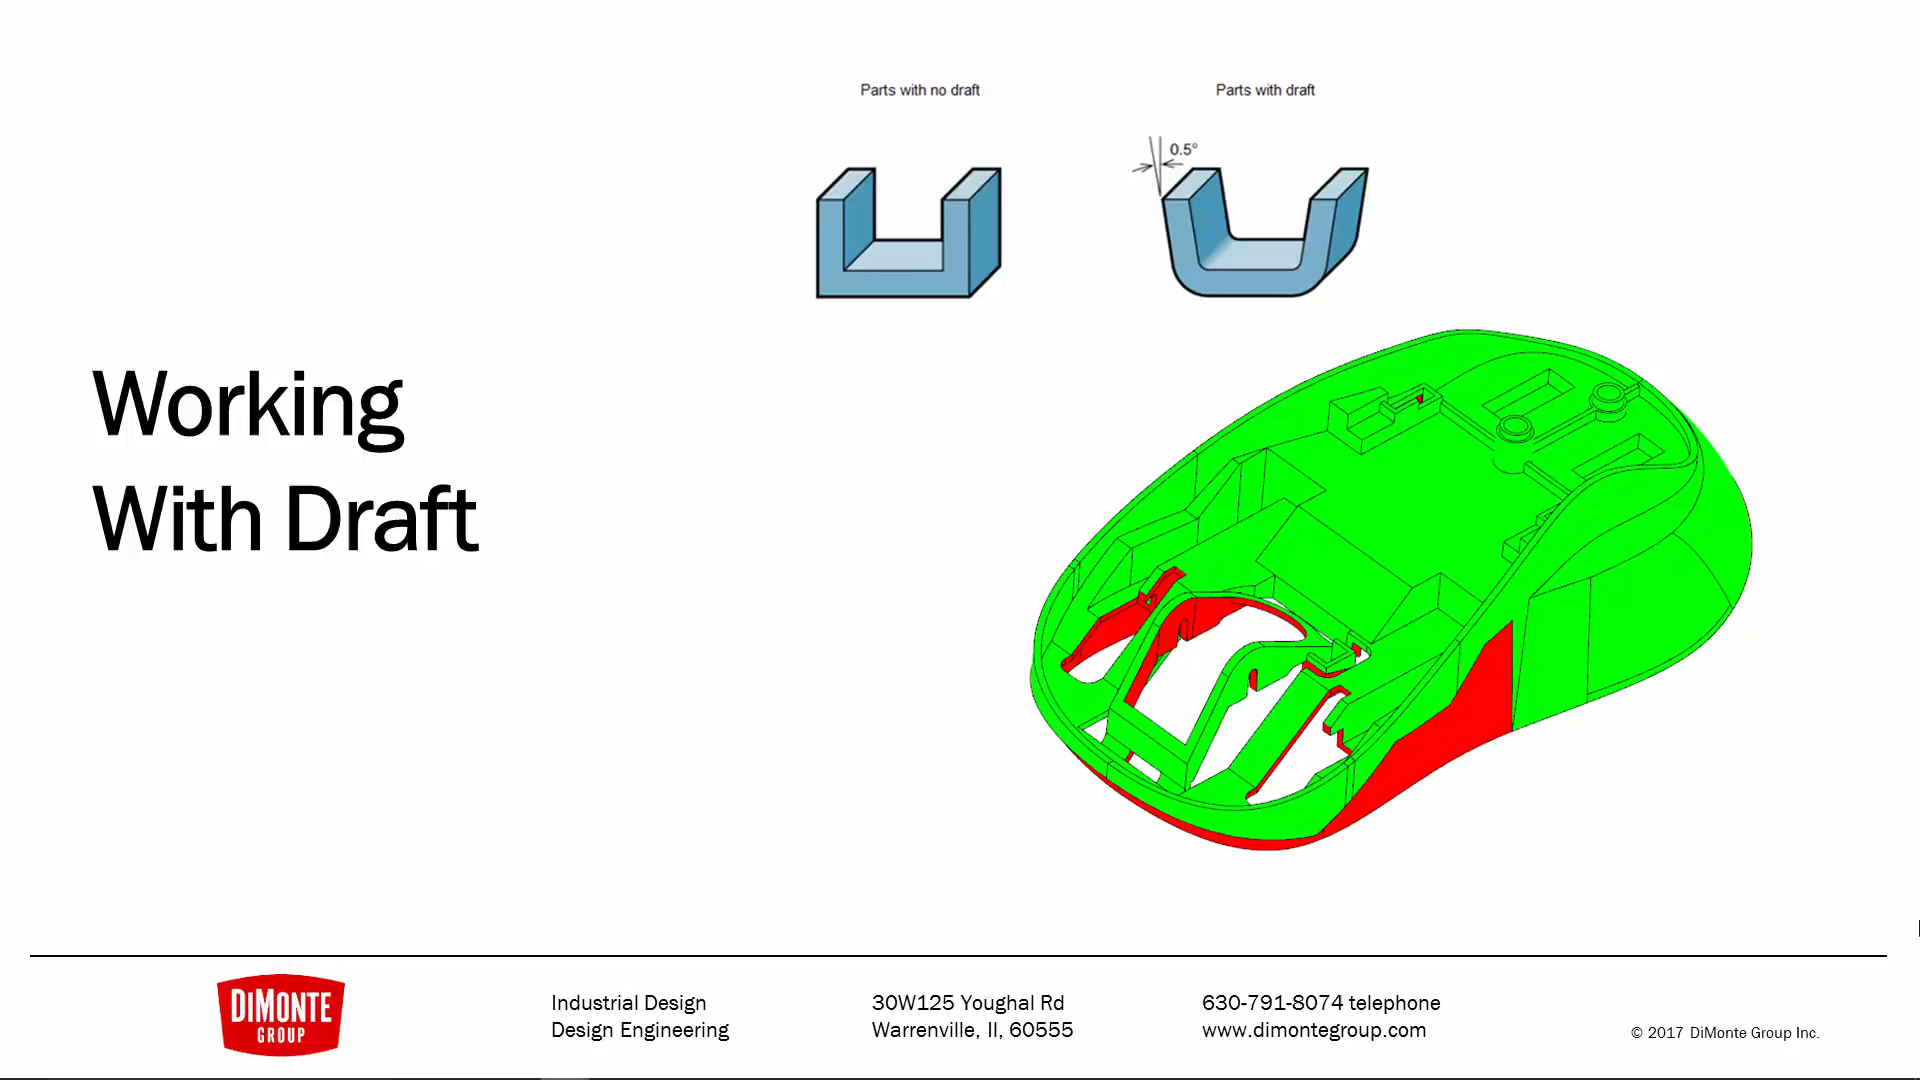 Parts with no draft
Parts with draft
0.5°
Working
With Draft
DIMONTE
GROUP
Industrial Design
Design Engineering
30W125 Youghal Rd
Warrenville, Il, 60555
630-791-8074 telephone
www.dimontegroup.com
© 2017 DiMonte Group Inc.